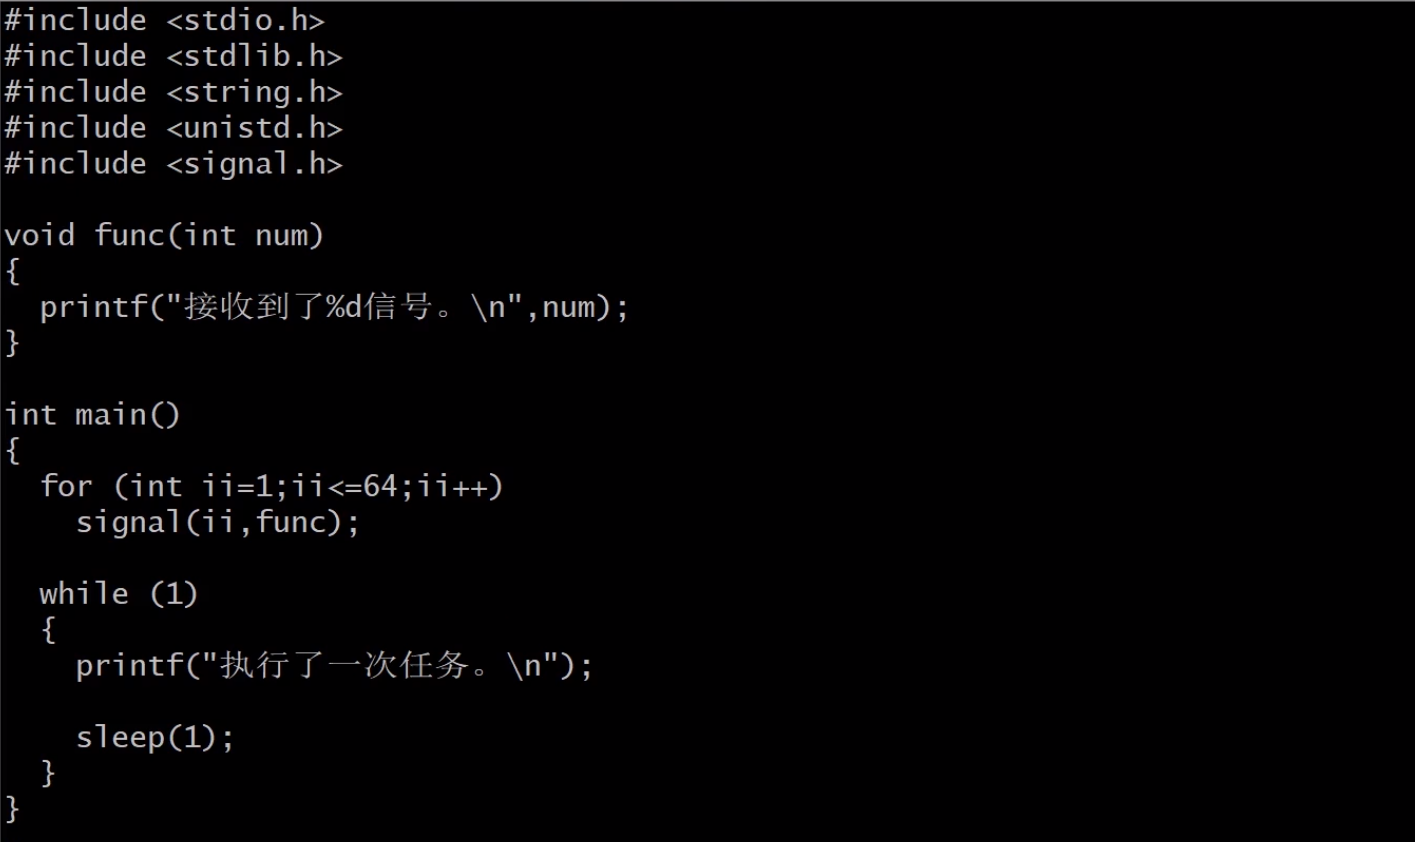 #include <stdio.h>
#include <stdlib.h>
#include <string.h>
#include <unistd.h>
#include <signal.h>

void func(int num)
{
  printf("接收到了%d信号。\n",num);
}

int main()
{
  for (int ii=1;ii<=64;ii++)
    signal(ii,func);

  while (1)
  {
    printf("执行了一次任务。\n");

    sleep(1);
  }
}